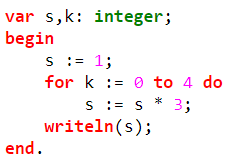 var s,k: integer;
begin
    s := 1;
    for k := 0 to 4 do
        s := s * 3;
    writeln(s);
end.